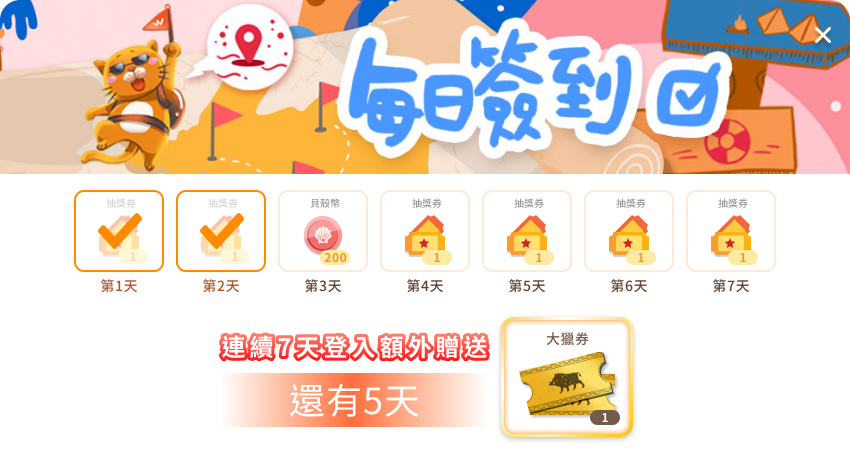 每日簽到
抽獎券
抽獎券
貝殼幣
抽獎券
抽獎券
抽獎券
抽獎券
1
1
200
1
1
1
1
第1天
第2天
第3天
第4天
第5天
第6天
第7天
連續7天登入額外贈送
還有5天
大獵券
1